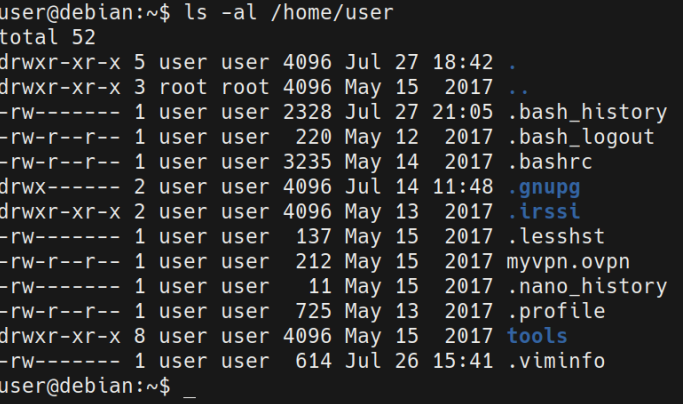 user@debian:~$ ls -al /home/user
total 52
drwxr-xr-x 5 user user 4096 Jul 27 18:42 .
drwxr-xr-x 3 root root 4096 May 15  2017 ..
-rw------- 1 user user 2328 Jul 27 21:05 .bash_history
-rw-r--r-- 1 user user  220 May 12  2017 .bash_logout
-rw-r--r-- 1 user user 3235 May 14  2017 .bashrc
drwx------ 2 user user 4096 Jul 14 11:48 .gnupg
drwxr-xr-x 2 user user 4096 May 13  2017 .irssi
-rw------- 1 user user  137 May 15  2017 .lesshst
-rw-r--r-- 1 user user  212 May 15  2017 myvpn.ovpn
-rw------- 1 user user   11 May 15  2017 .nano_history
-rw-r--r-- 1 user user  725 May 13  2017 .profile
drwxr-xr-x 8 user user 4096 May 15  2017 tools
-rw------- 1 user user  614 Jul 26 15:41 .viminfo
user@debian:~$ _